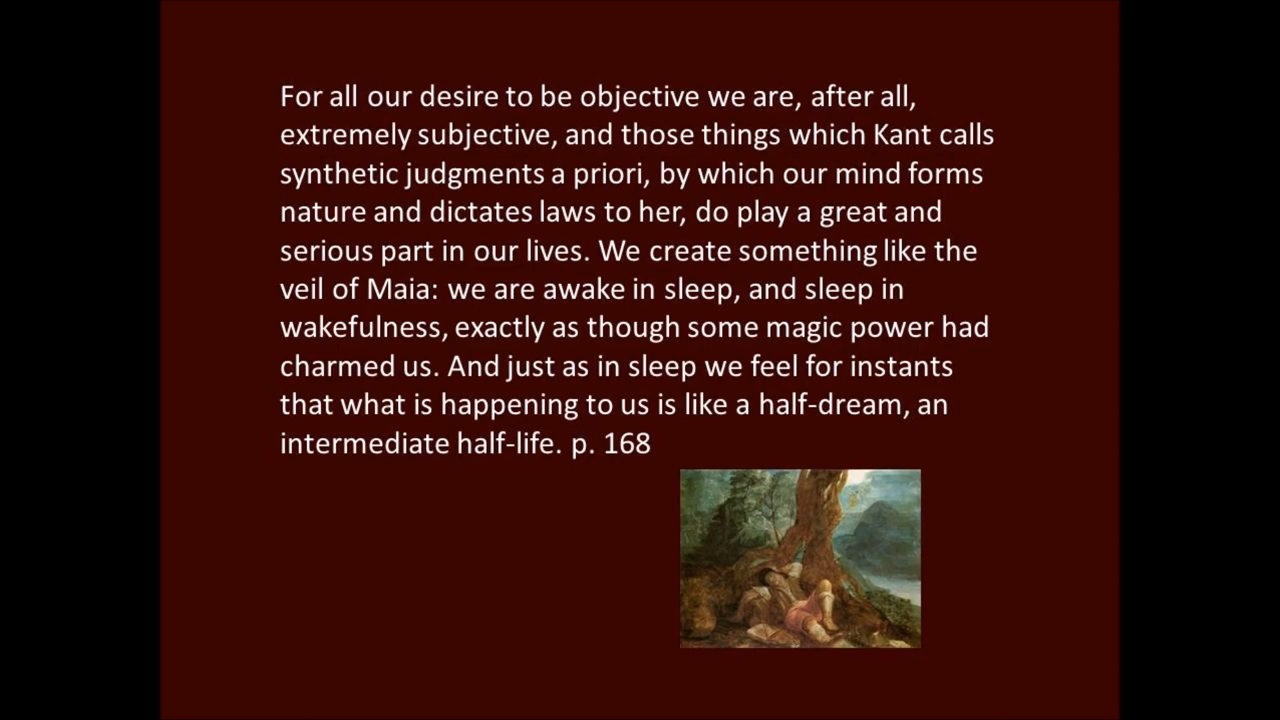 For all our desire to be objective we are, after all,
extremely subjective, and those things which Kant calls
synthetic judgments a priori, by which our mind forms
nature and dictates laws to her, do play a great and
serious part in our lives. We create something like the
veil of Maia: we are awake in sleep, and sleep in
wakefulness, exactly as though some magic power had
charmed us. And just as in sleep we feel for instants
that what is happening to us is like a half-dream, an
intermediate half-life. p. 168